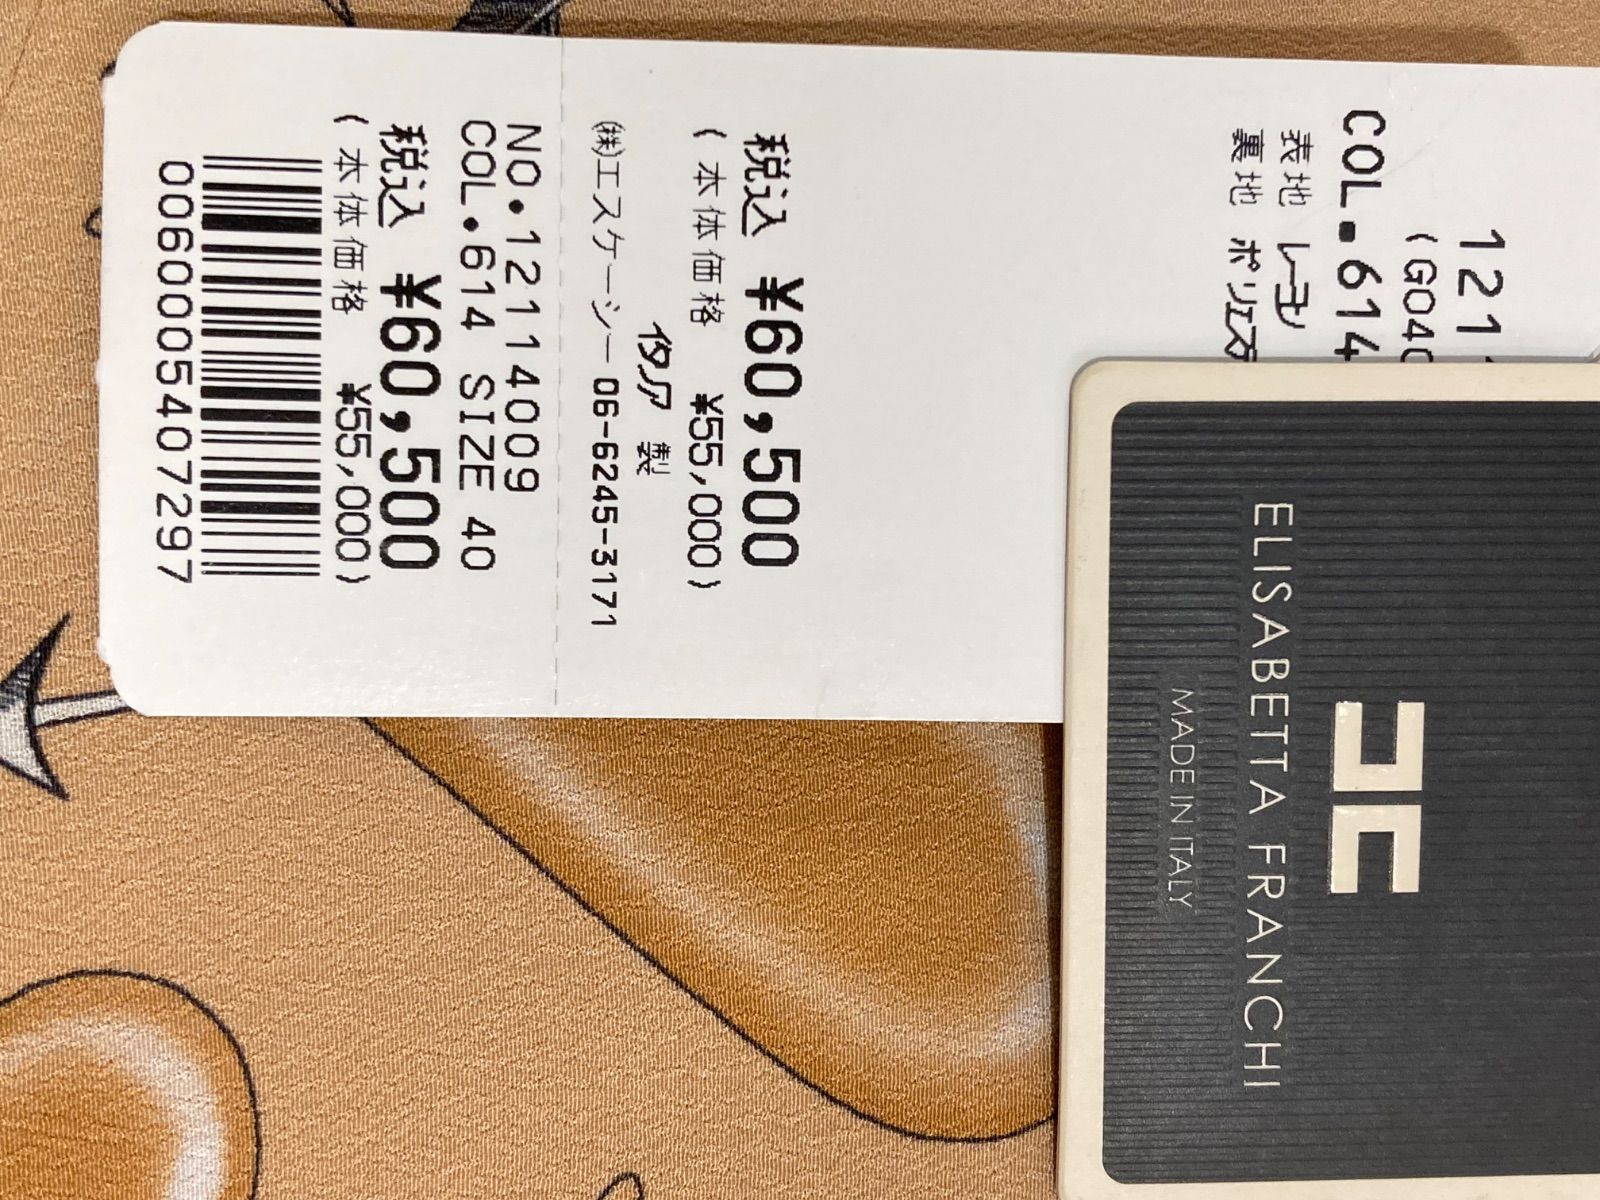 121
(G040
COL.614
表地 レーヨン
裏地 ポリエス
税込 ¥60,500
(本体価格 ¥55,000)
イタリア製
㈱エスケーシー 06-6245-3171
NO.121114009
COL.614 SIZE 40
税込 ¥60,500
(本体価格 ¥55,000)
0060005407297
ELISABETTA FRANCHI
MADE IN ITALY